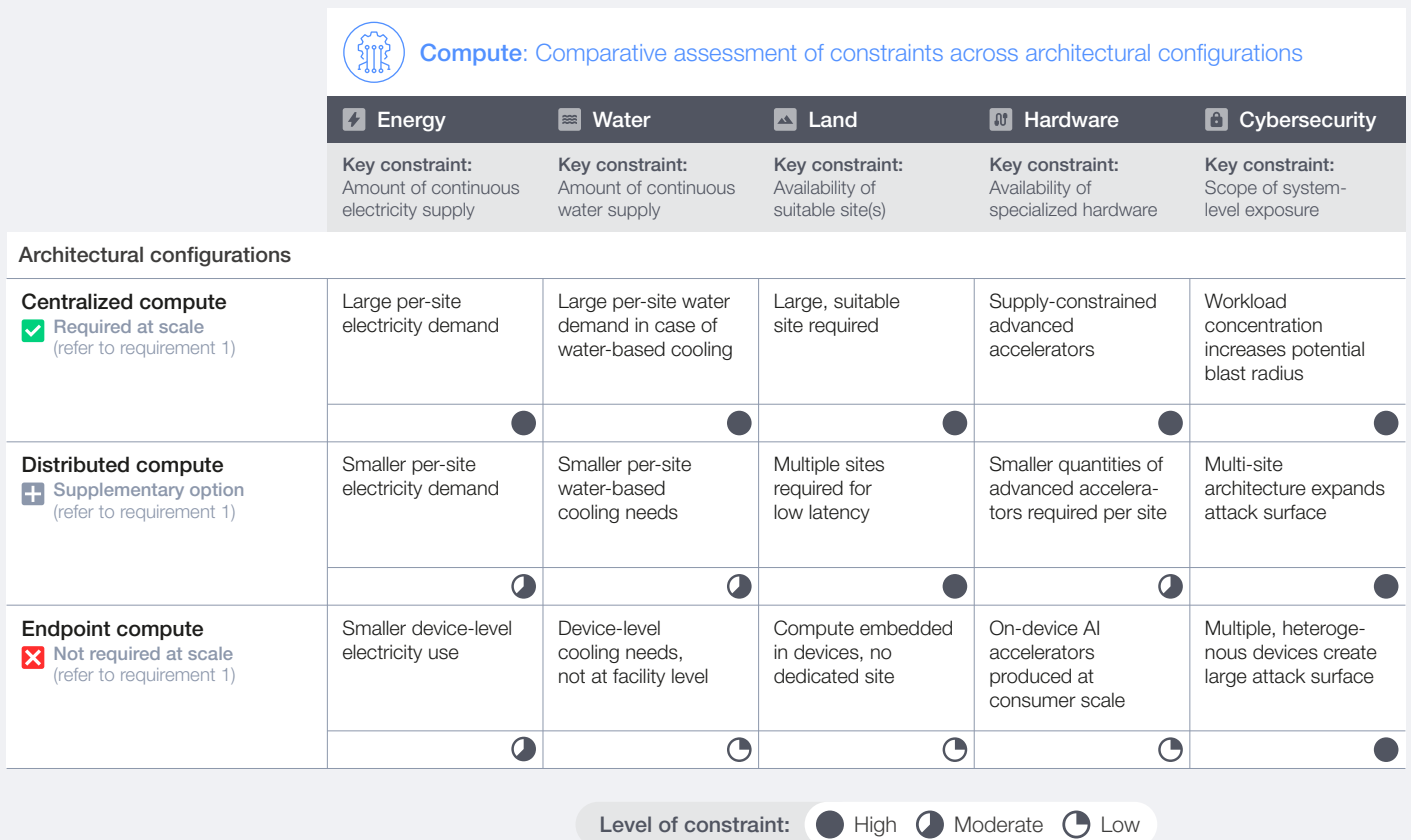 Compute: Comparative assessment of constraints across architectural configurations
Energy
Water
Land
Hardware
Cybersecurity
Key constraint:
Amount of continuous
electricity supply
Key constraint:
Amount of continuous
water supply
Key constraint:
Availability of
suitable site(s)
Key constraint:
Availability of
specialized hardware
Key constraint:
Scope of system-
level exposure
Architectural configurations
Centralized compute
Required at scale
(refer to requirement 1)
Large per-site
electricity demand
Large per-site water
demand in case of
water-based cooling
Large, suitable
site required
Supply-constrained
advanced
accelerators
Workload
concentration
increases potential
blast radius
Distributed compute
Supplementary option
(refer to requirement 1)
Smaller per-site
electricity demand
Smaller per-site
water-based
cooling needs
Multiple sites
required for
low latency
Smaller quantities of
advanced accelera-
tors required per site
Multi-site
architecture expands
attack surface
Endpoint compute
Not required at scale
(refer to requirement 1)
Smaller device-level
electricity use
Device-level
cooling needs,
not at facility level
Compute embedded
in devices, no
dedicated site
On-device AI
accelerators
produced at
consumer scale
Multiple, heteroge-
nous devices create
large attack surface
Level of constraint:
High
Moderate
Low